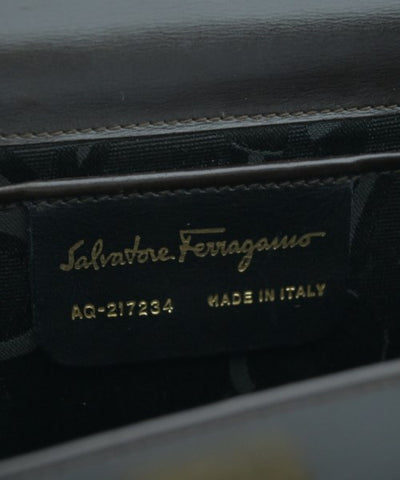 Salvatore Ferragamo
AQ-217234 MADE IN ITALY